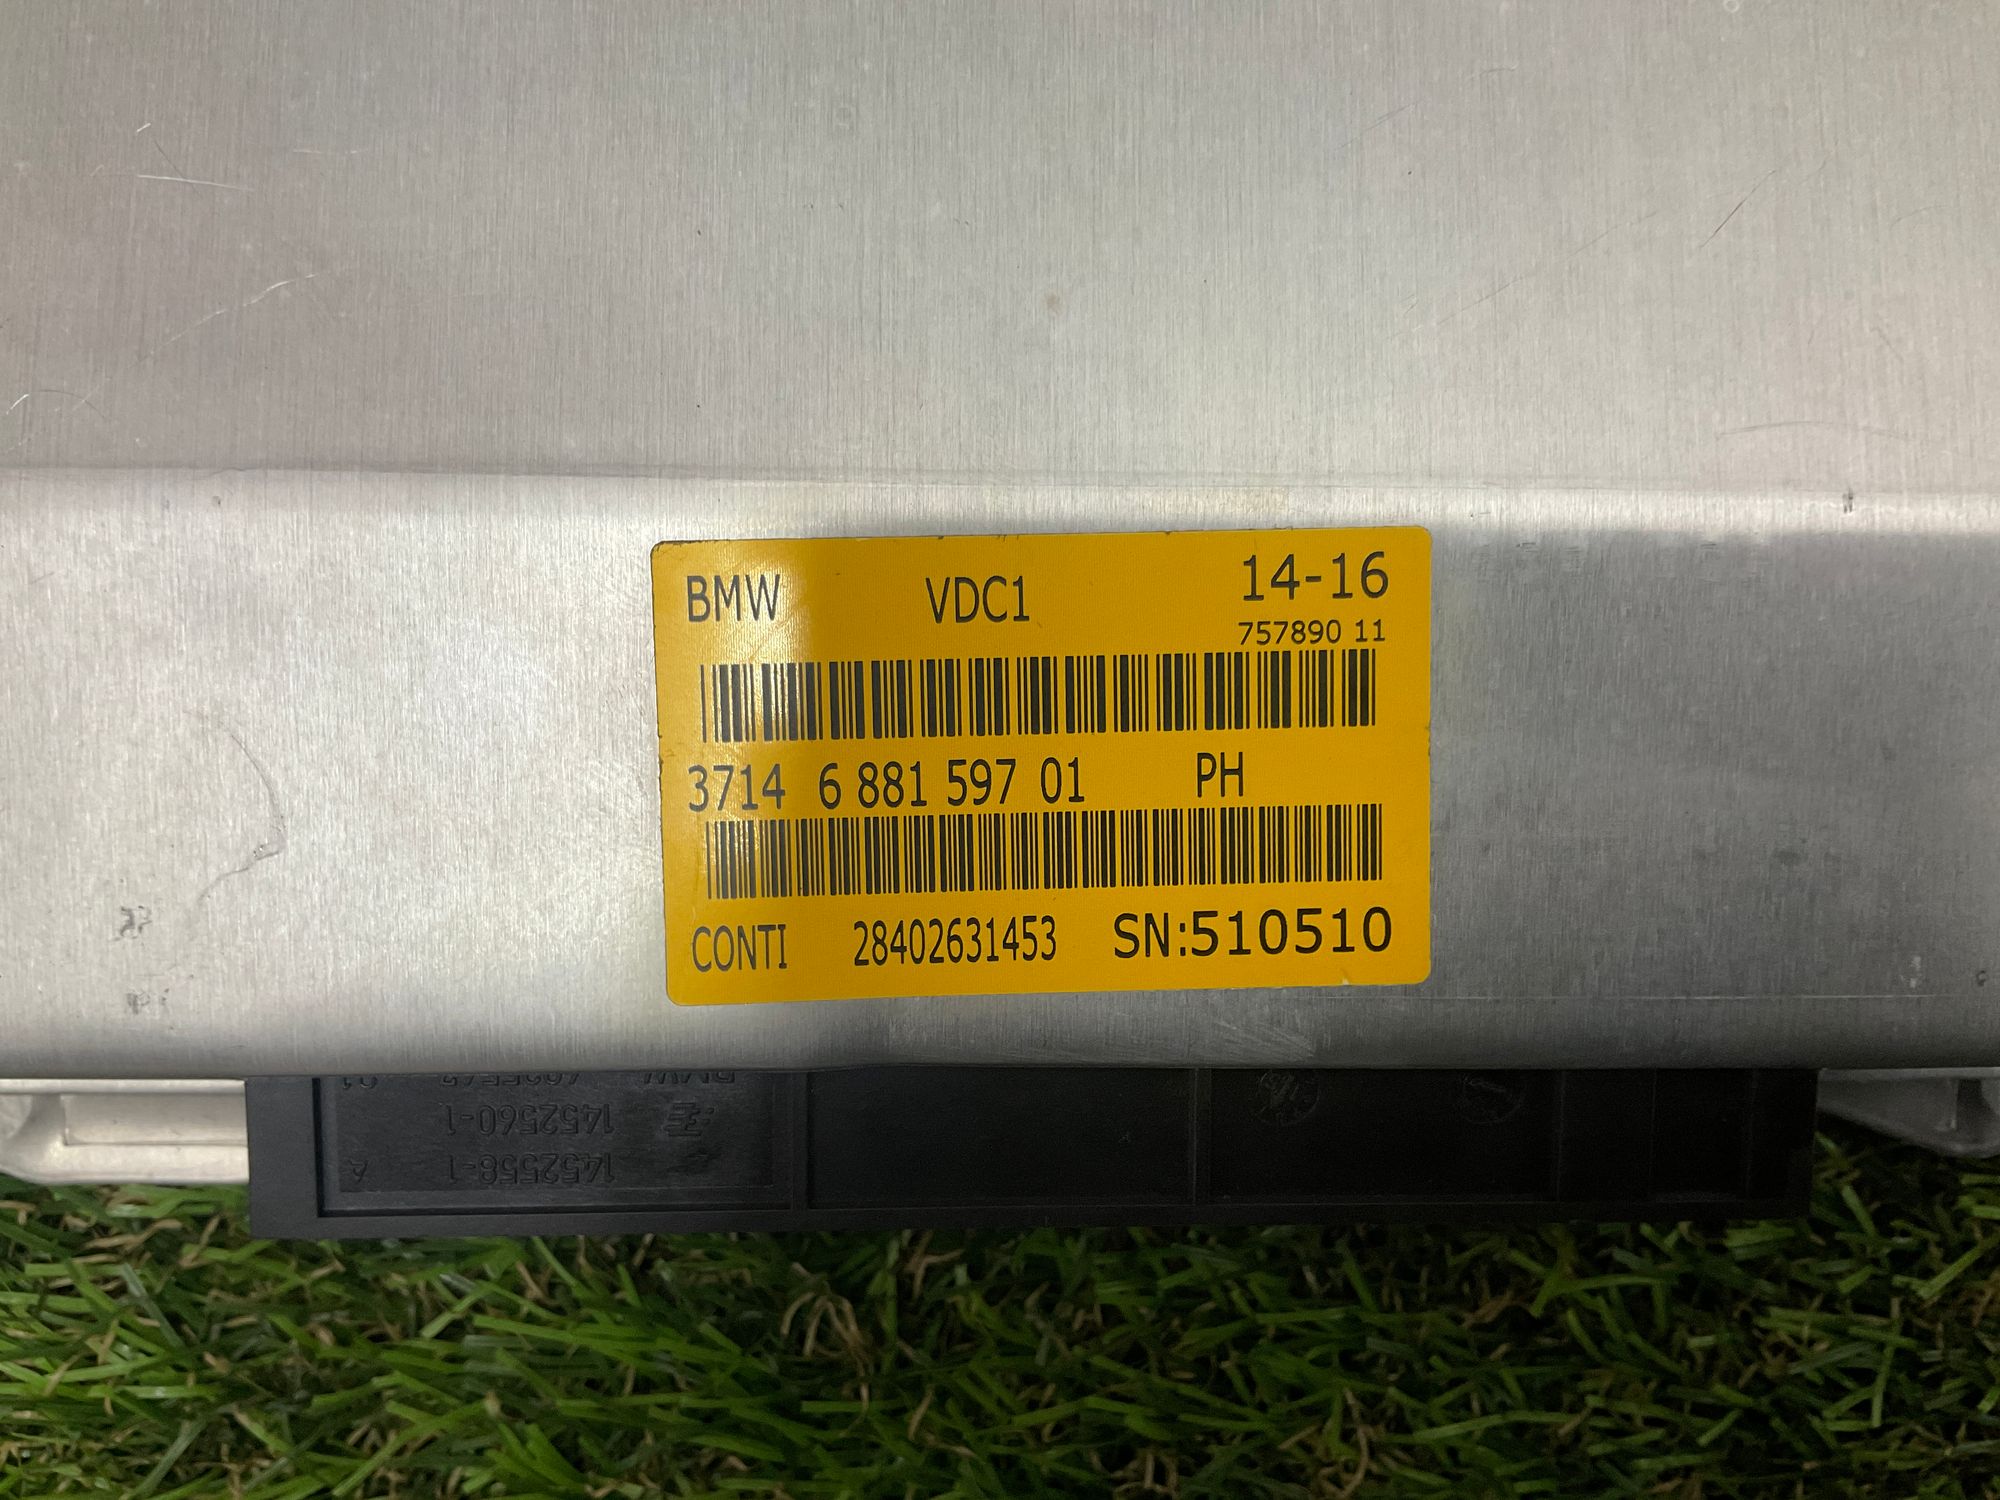 BMW VDC1 14-16
757890 11
3714 6 881 597 01 PH
CONTI 28402631453 SN:510510
1452560-1
1452558-1 A